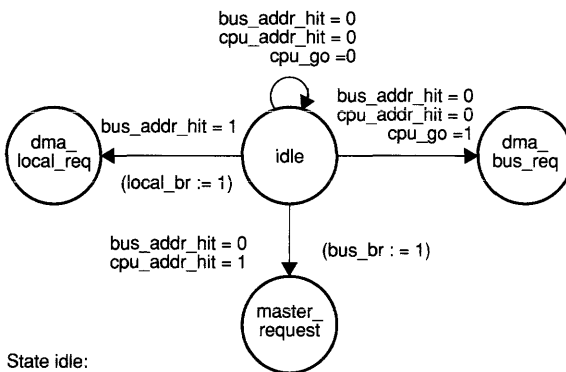 bus_addr_hit = 0
cpu_addr_hit = 0
cpu_go =0
bus_addr_hit = 0
cpu_addr_hit = 0
cpu_go =1
dma_
local_req
bus_addr_hit = 1
(local_br := 1)
idle
dma_
bus_req
bus_addr_hit = 0
cpu_addr_hit = 1
(bus_br : = 1)
master_
request
State idle: